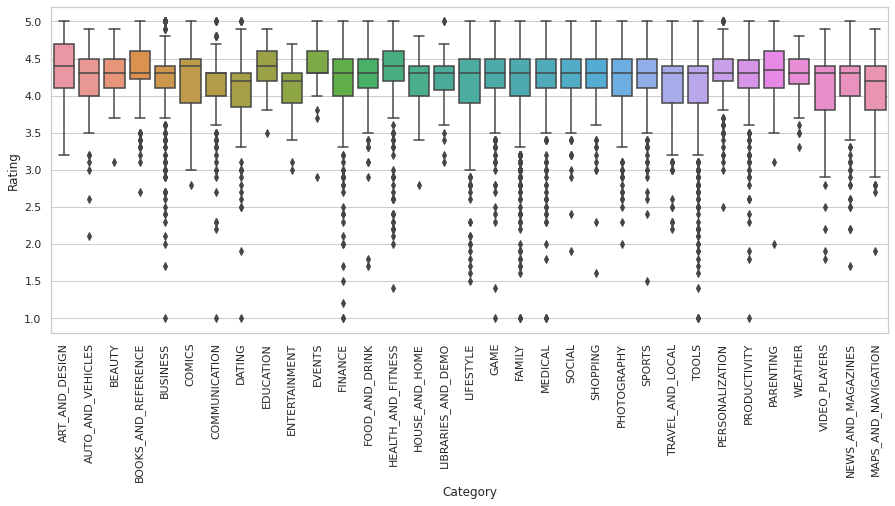 5.0
4.5
4.0
3.5
3.0
2.5
2.0
1.5
1.0
Rating
ART_AND_DESIGN
AUTO_AND_VEHICLES
BEAUTY
BOOKS_AND_REFERENCE
BUSINESS
COMICS
COMMUNICATION
DATING
EDUCATION
ENTERTAINMENT
EVENTS
FINANCE
FOOD_AND_DRINK
HEALTH_AND_FITNESS
HOUSE_AND_HOME
LIBRARIES_AND_DEMO
LIFESTYLE
GAME
FAMILY
MEDICAL
SOCIAL
SHOPPING
PHOTOGRAPHY
SPORTS
TRAVEL_AND_LOCAL
TOOLS
PERSONALIZATION
PRODUCTIVITY
PARENTING
WEATHER
VIDEO_PLAYERS
NEWS_AND_MAGAZINES
MAPS_AND_NAVIGATION
Category